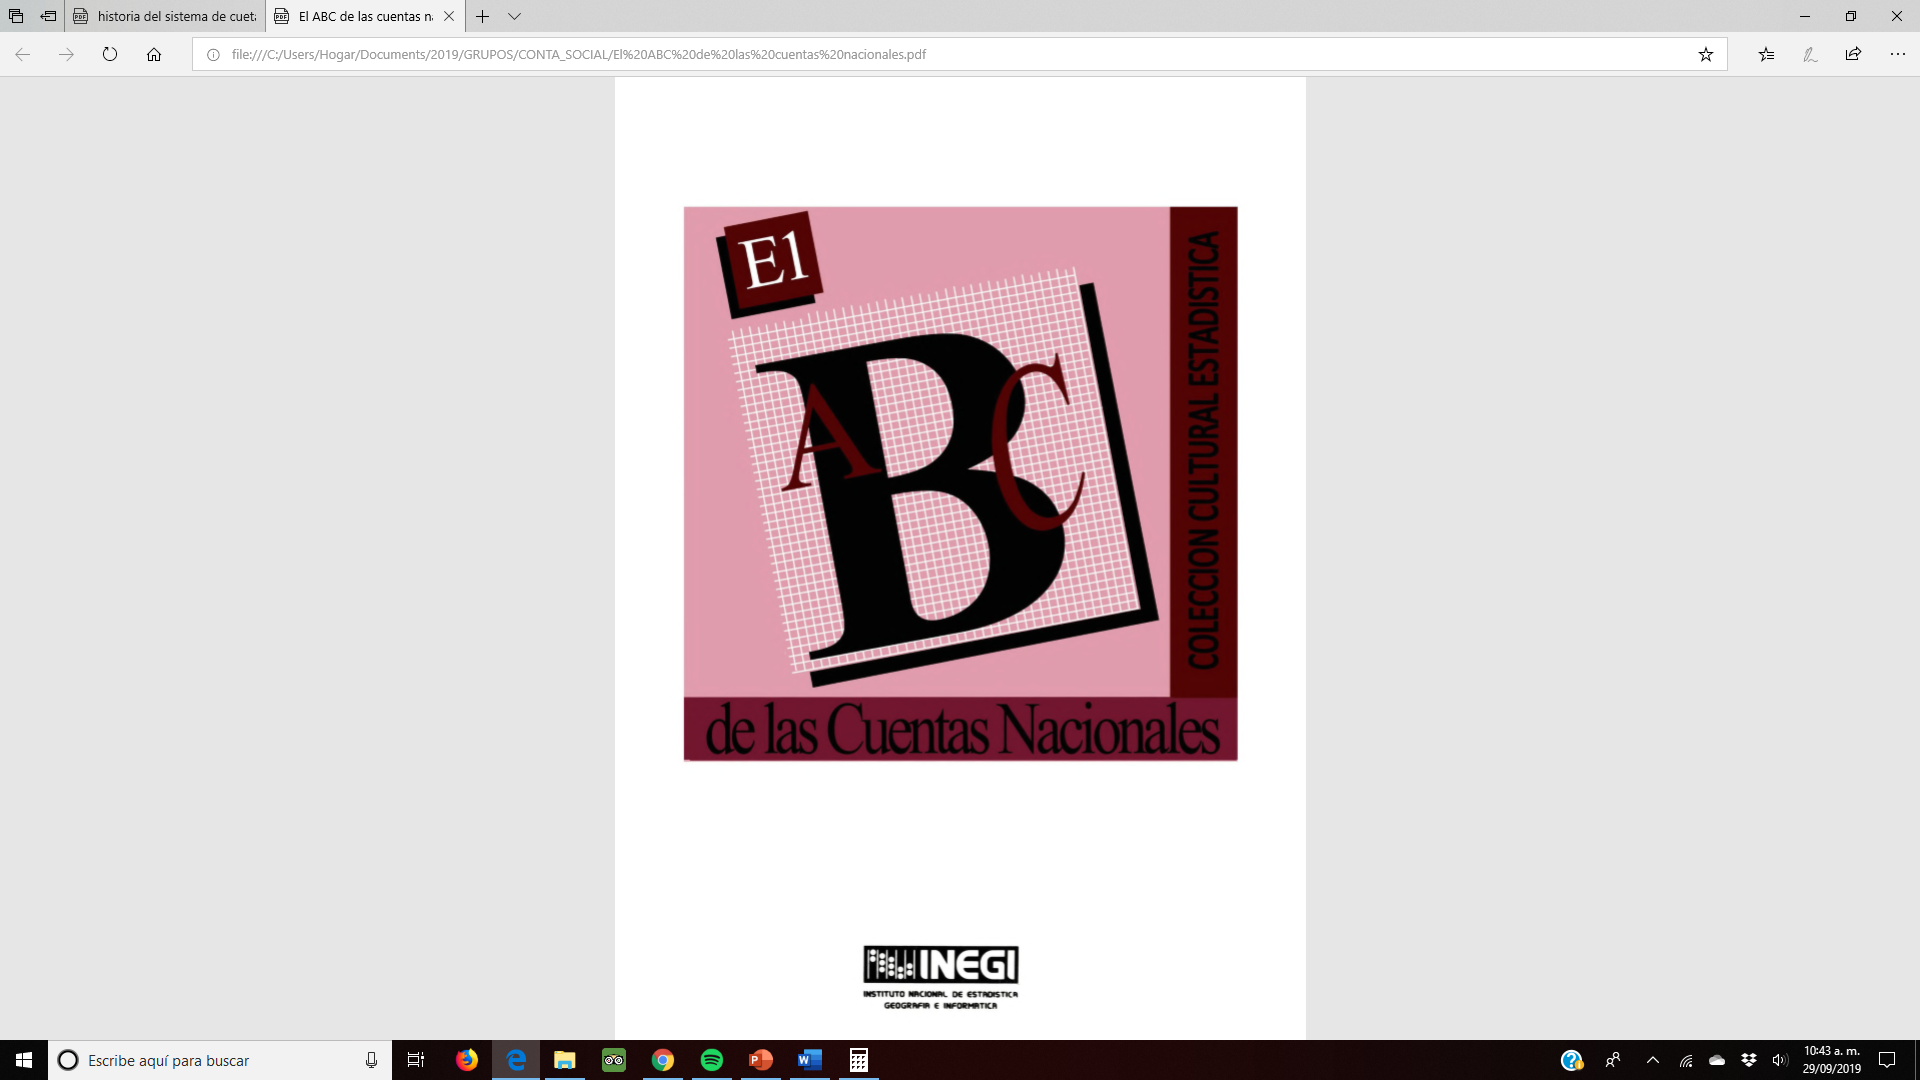 historia del sistema de cueta
El ABC de las cuentas na
file:///C:/Users/Hogar/Documents/2019/GRUPOS/CONTA_SOCIAL/El%20ABC%20de%20las%20cuentas%20nacionales.pdf
El
ABC
COLECCION CULTURAL ESTADISTICA
de las Cuentas Nacionales
INEGI
INSTITUTO NACIONAL DE ESTADISTICA
GEOGRAFIA E INFORMATICA
Escribe aquí para buscar
10:43 a. m.
29/09/2019